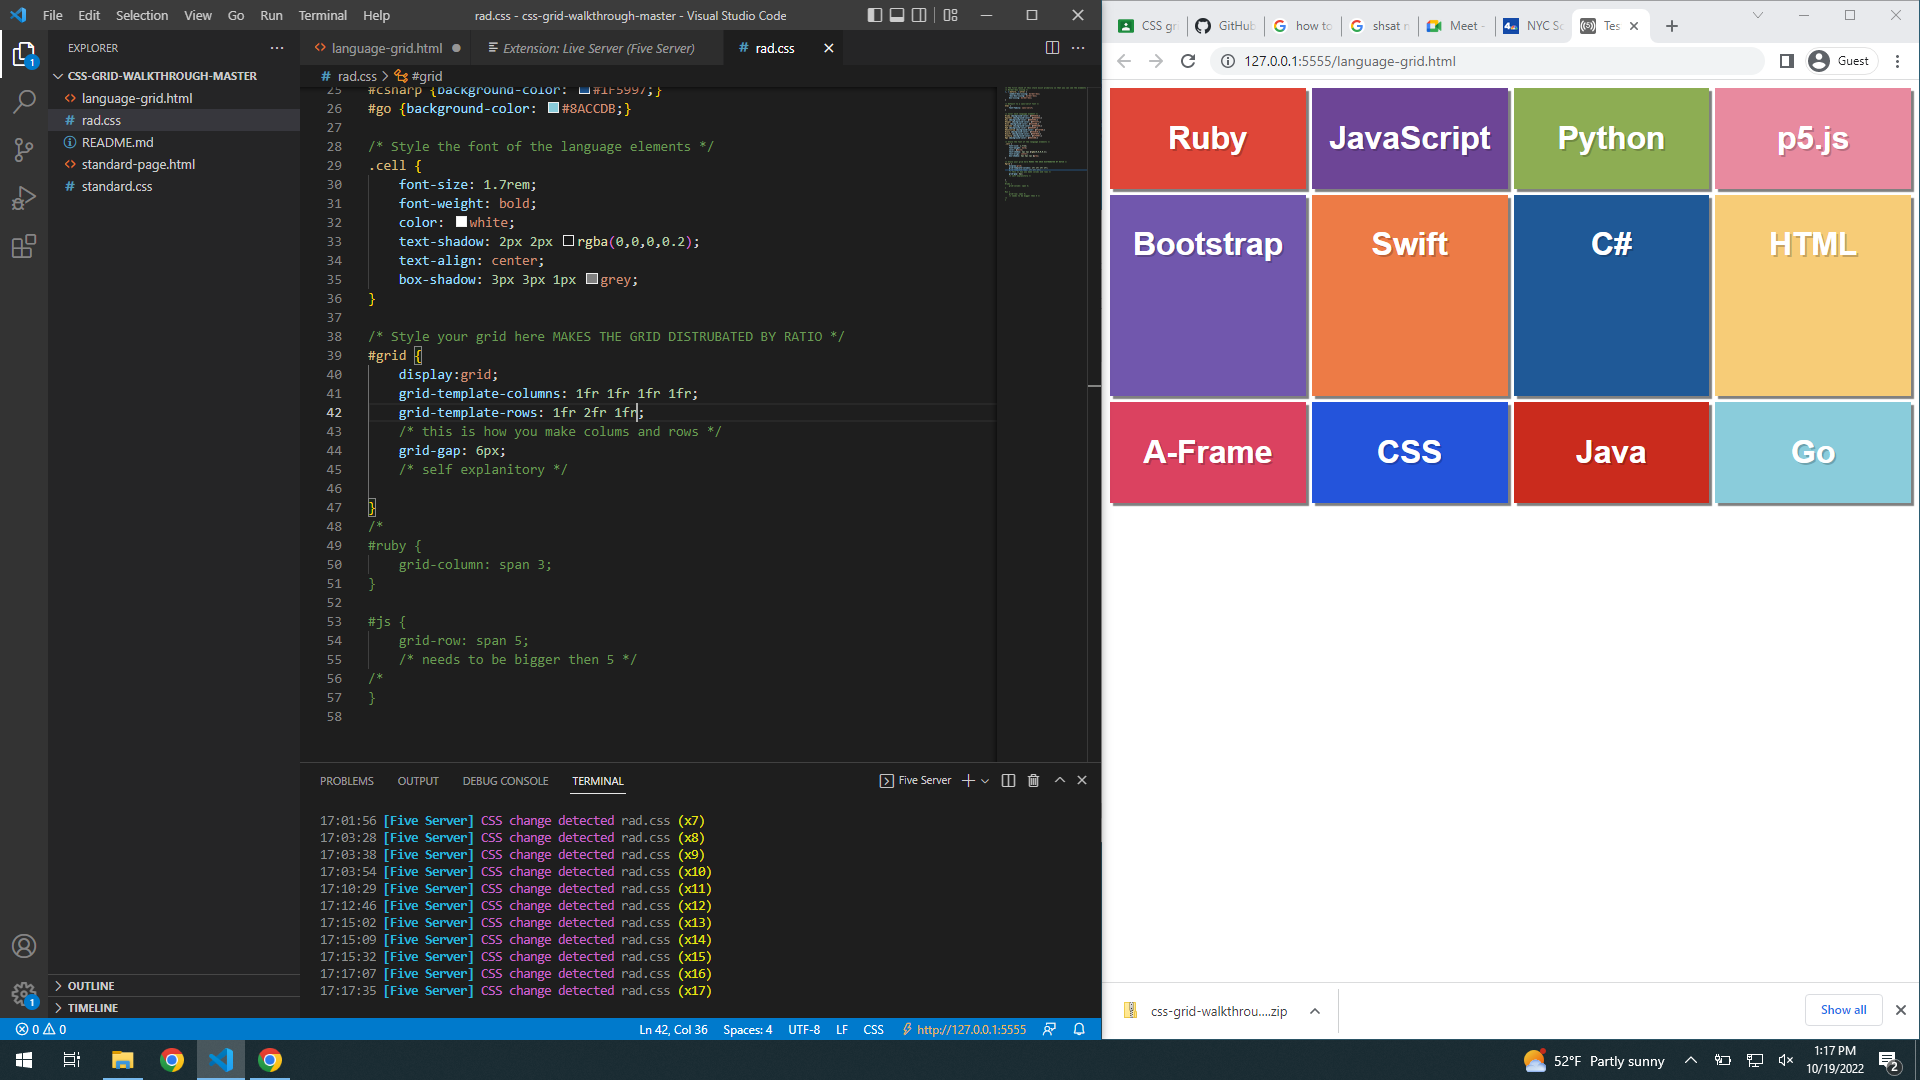 File Edit Selection View Go Run Terminal Help
rad.css - css-grid-walkthrough-master - Visual Studio Code
EXPLORER
CSS-GRID-WALKTHROUGH-MASTER
language-grid.html
rad.css
README.md
standard-page.html
standard.css
OUTLINE
TIMELINE
language-grid.html
Extension: Live Server (Five Server)
rad.css
rad.css > #grid
25 #csharp {background-color: #1F5997;}
26 #go {background-color: #8ACCDB;}
27
28 /* Style the font of the language elements */
29 .cell {
30 font-size: 1.7rem;
31 font-weight: bold;
32 color: white;
33 text-shadow: 2px 2px rgba(0,0,0,0.2);
34 text-align: center;
35 box-shadow: 3px 3px 1px grey;
36 }
37
38 /* Style your grid here MAKES THE GRID DISTRUBATED BY RATIO */
39 #grid {
40 display:grid;
41 grid-template-columns: 1fr 1fr 1fr 1fr;
42 grid-template-rows: 1fr 2fr 1fr;
43 /* this is how you make colums and rows */
44 grid-gap: 6px;
45 /* self explanitory */
46
47 }
48 /*
49 #ruby {
50 grid-column: span 3;
51 }
52
53 #js {
54 grid-row: span 5;
55 /* needs to be bigger then 5 */
56 /*
57 }
58
PROBLEMS OUTPUT DEBUG CONSOLE TERMINAL
Five Server
17:01:56 [Five Server] CSS change detected rad.css (x7)
17:03:28 [Five Server] CSS change detected rad.css (x8)
17:03:38 [Five Server] CSS change detected rad.css (x9)
17:03:54 [Five Server] CSS change detected rad.css (x10)
17:10:29 [Five Server] CSS change detected rad.css (x11)
17:12:46 [Five Server] CSS change detected rad.css (x12)
17:15:02 [Five Server] CSS change detected rad.css (x13)
17:15:09 [Five Server] CSS change detected rad.css (x14)
17:15:32 [Five Server] CSS change detected rad.css (x15)
17:17:07 [Five Server] CSS change detected rad.css (x16)
17:17:35 [Five Server] CSS change detected rad.css (x17)
0 0
Ln 42, Col 36 Spaces: 4 UTF-8 LF CSS http://127.0.0.1:5555
CSS gr GitHub how to shsat n Meet - NYC Sc Tes
127.0.0.1:5555/language-grid.html
Guest
Ruby JavaScript Python p5.js
Bootstrap Swift C# HTML
A-Frame CSS Java Go
css-grid-walkthrou....zip
Show all
52°F Partly sunny
1:17 PM
10/19/2022
2
1
1